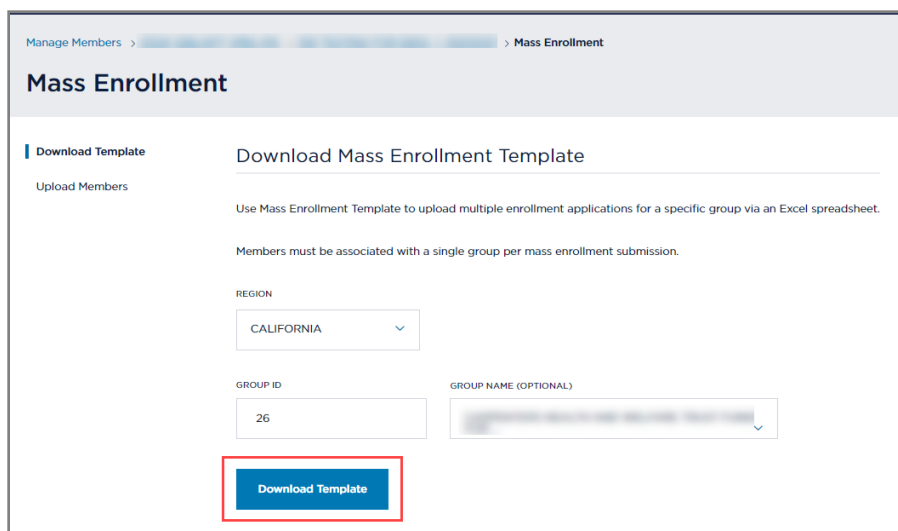 Manage Members > > Mass Enrollment
Mass Enrollment
Download Template
Upload Members
Download Mass Enrollment Template
Use Mass Enrollment Template to upload multiple enrollment applications for a specific group via an Excel spreadsheet.
Members must be associated with a single group per mass enrollment submission.
REGION
CALIFORNIA
GROUP ID
GROUP NAME (OPTIONAL)
26
Download Template